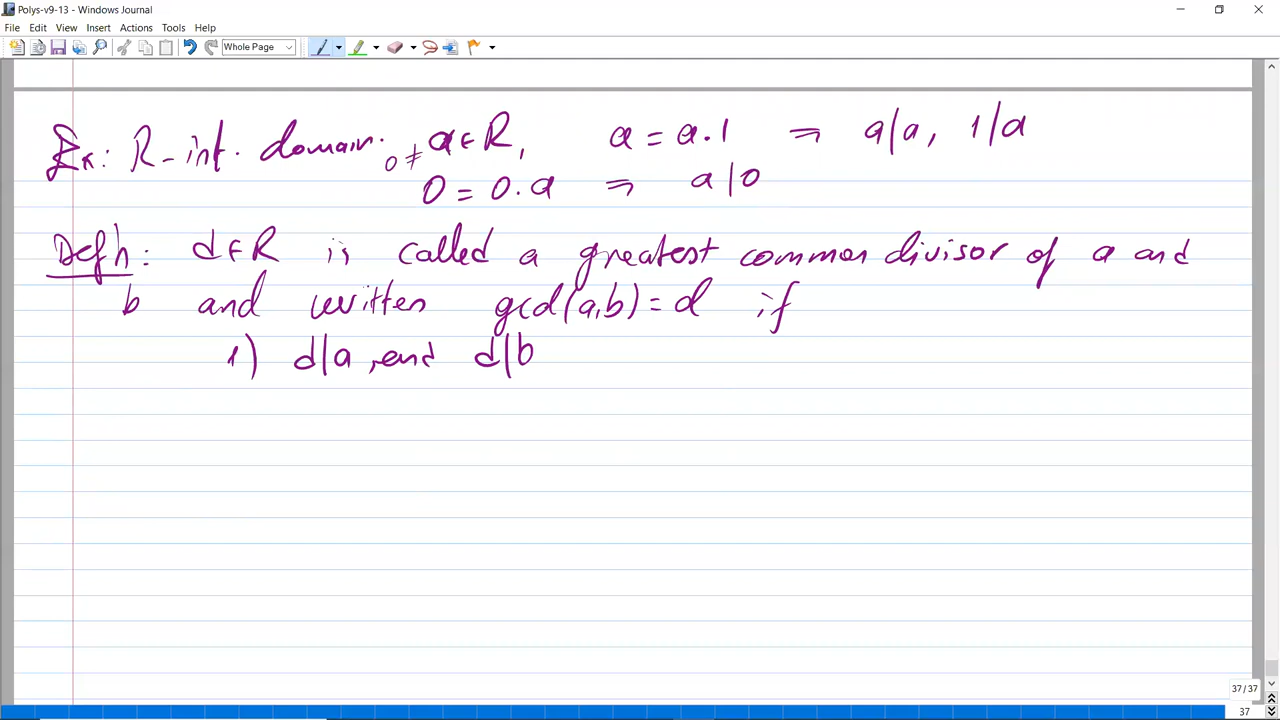 Polys-v9-13 - Windows Journal
File Edit View Insert Actions Tools Help
Whole Page
Ex: R-int. domain. 0 ≠ a ∈ R, a = a.1 ⇒ a|a, 1|a
0 = 0.a ⇒ a|0
Def'n: d ∈ R is called a greatest common divisor of a and
b and written gcd(a,b) = d if
1) d|a, and d|b
37/37
37